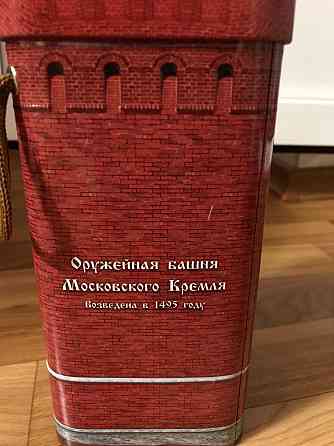 Оружейная башня
Московского Кремля
Возведена в 1495 году